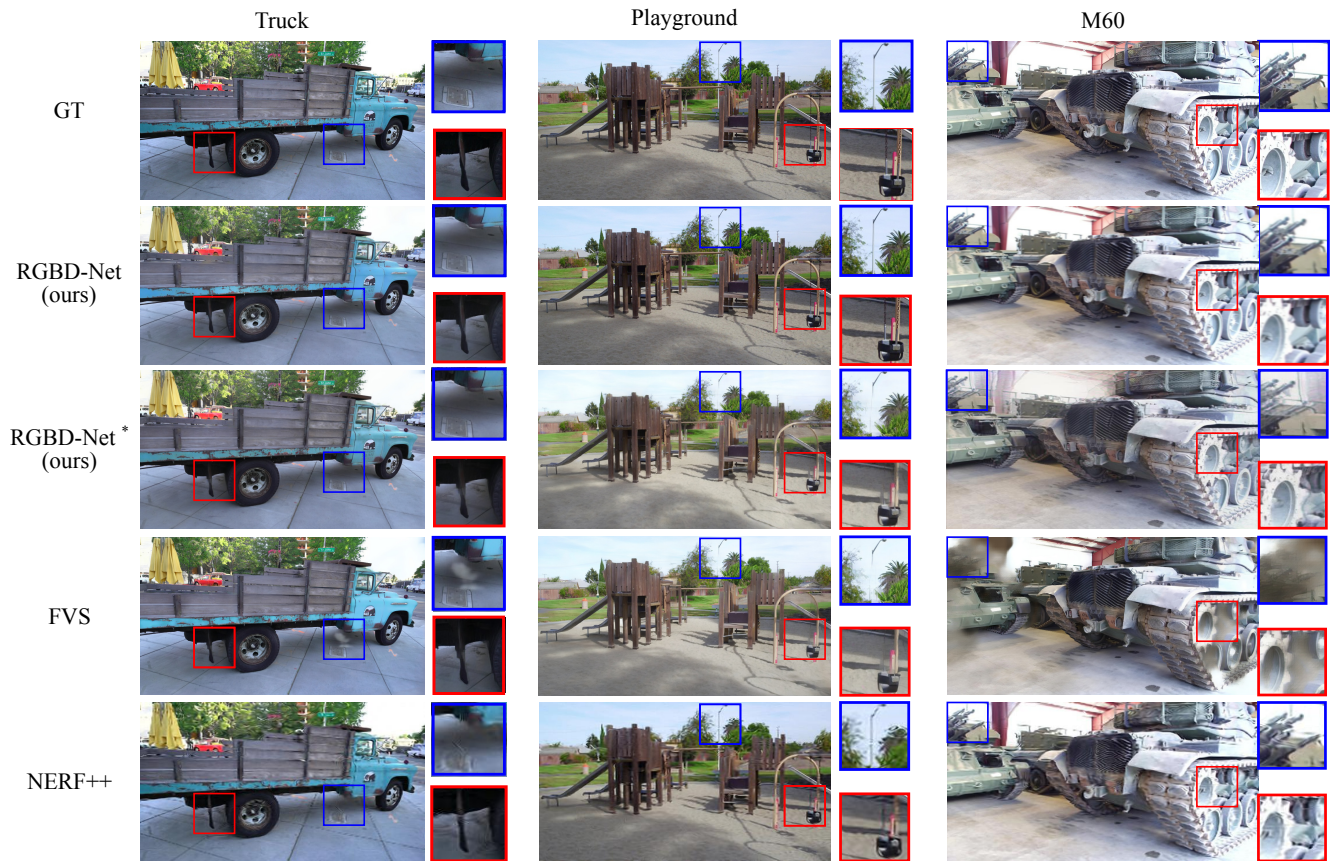 Truck
Playground
M60
GT
RGBD-Net
(ours)
RGBD-Net *
(ours)
FVS
NERF++